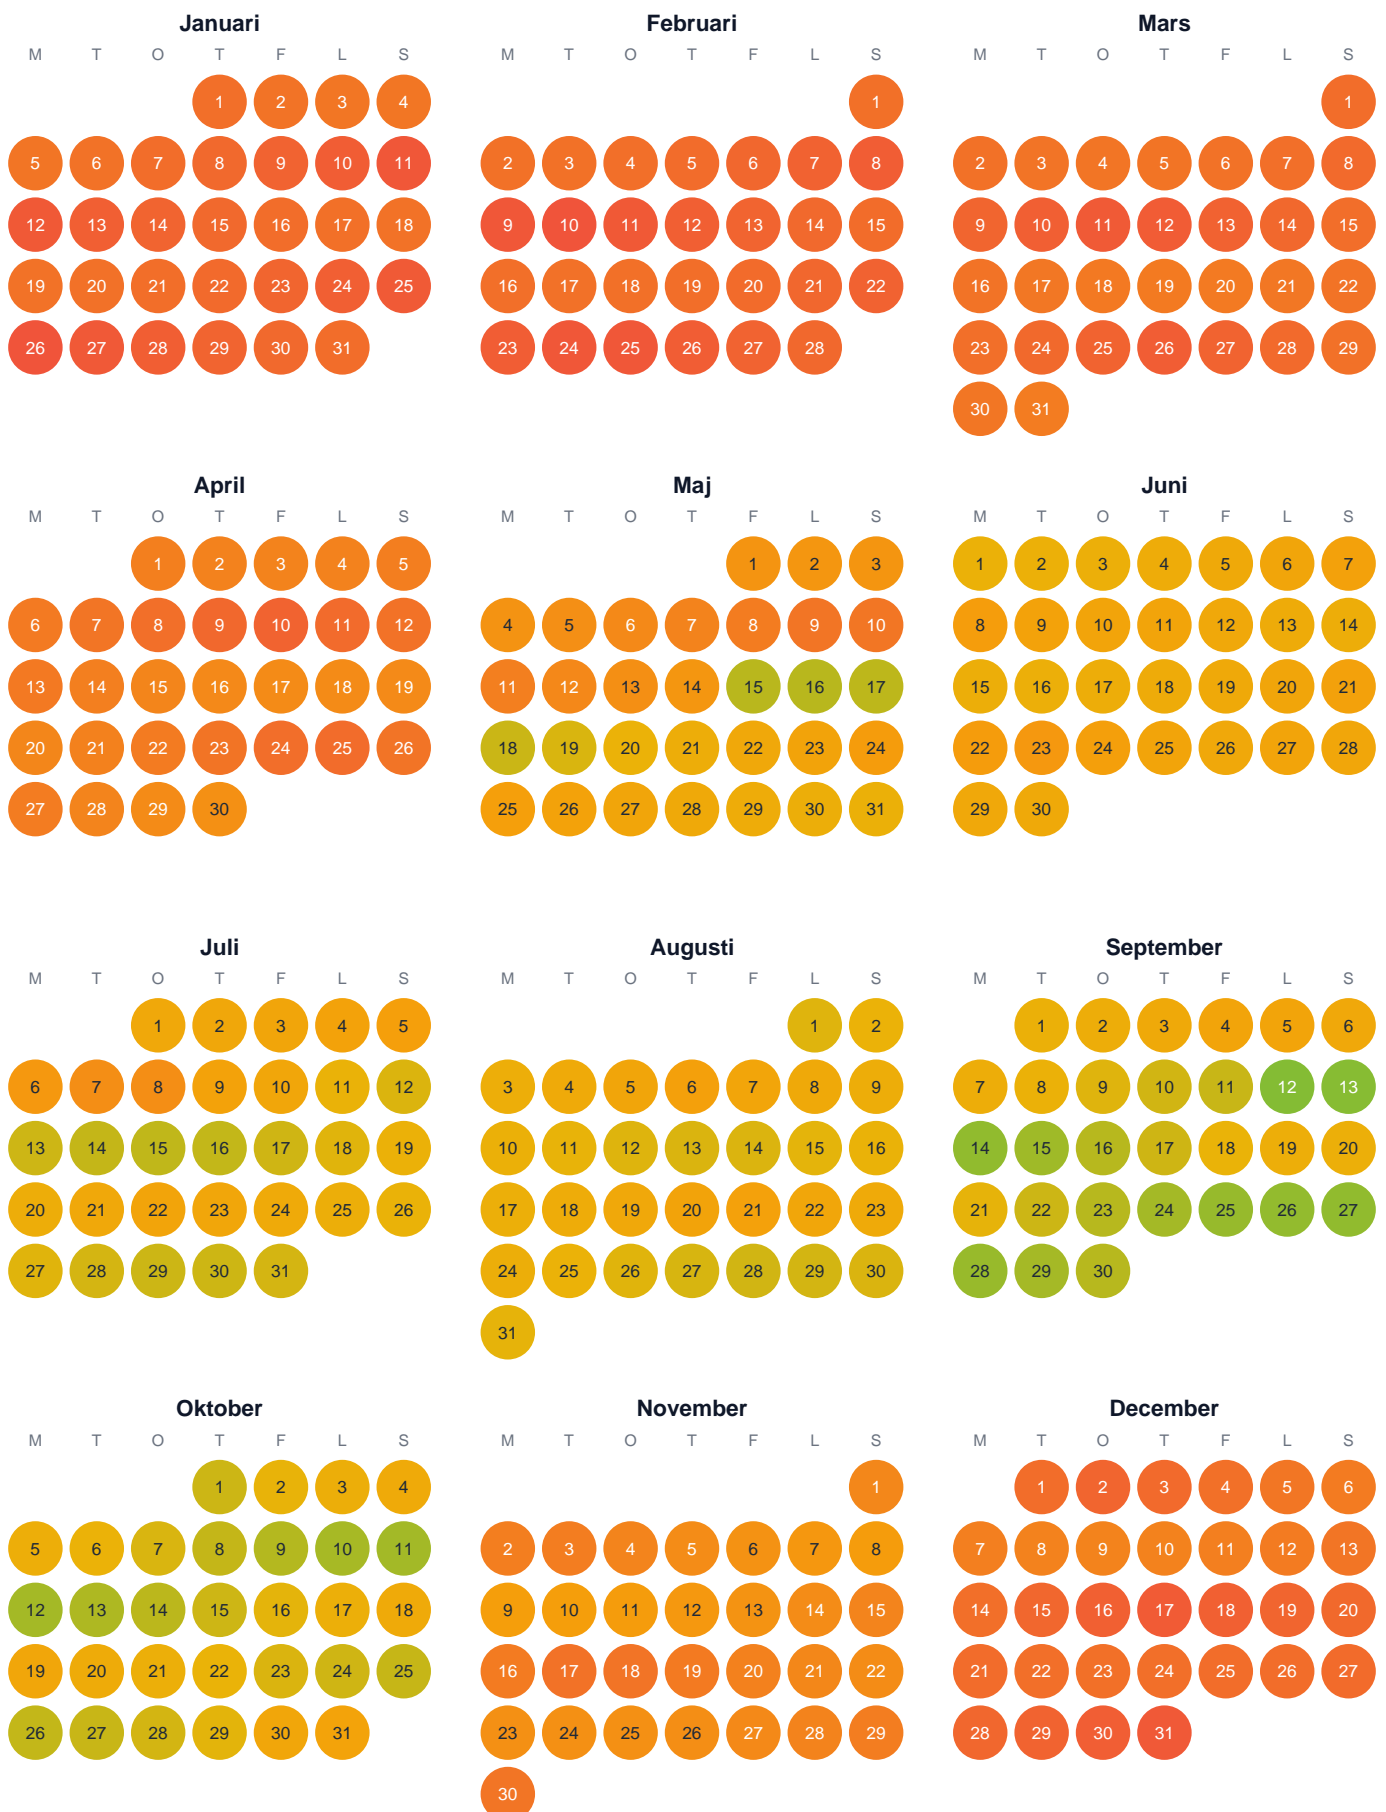 Januari
M T O T F L S
1 2 3 4
5 6 7 8 9 10 11
12 13 14 15 16 17 18
19 20 21 22 23 24 25
26 27 28 29 30 31
Februari
M T O T F L S
1
2 3 4 5 6 7 8
9 10 11 12 13 14 15
16 17 18 19 20 21 22
23 24 25 26 27 28
Mars
M T O T F L S
1
2 3 4 5 6 7 8
9 10 11 12 13 14 15
16 17 18 19 20 21 22
23 24 25 26 27 28 29
30 31
April
M T O T F L S
1 2 3 4 5
6 7 8 9 10 11 12
13 14 15 16 17 18 19
20 21 22 23 24 25 26
27 28 29 30
Maj
M T O T F L S
1 2 3
4 5 6 7 8 9 10
11 12 13 14 15 16 17
18 19 20 21 22 23 24
25 26 27 28 29 30 31
Juni
M T O T F L S
1 2 3 4 5 6 7
8 9 10 11 12 13 14
15 16 17 18 19 20 21
22 23 24 25 26 27 28
29 30
Juli
M T O T F L S
1 2 3 4 5
6 7 8 9 10 11 12
13 14 15 16 17 18 19
20 21 22 23 24 25 26
27 28 29 30 31
Augusti
M T O T F L S
1 2
3 4 5 6 7 8 9
10 11 12 13 14 15 16
17 18 19 20 21 22 23
24 25 26 27 28 29 30
31
September
M T O T F L S
1 2 3 4 5 6
7 8 9 10 11 12 13
14 15 16 17 18 19 20
21 22 23 24 25 26 27
28 29 30
Oktober
M T O T F L S
1 2 3 4
5 6 7 8 9 10 11
12 13 14 15 16 17 18
19 20 21 22 23 24 25
26 27 28 29 30 31
November
M T O T F L S
1
2 3 4 5 6 7 8
9 10 11 12 13 14 15
16 17 18 19 20 21 22
23 24 25 26 27 28 29
30
December
M T O T F L S
1 2 3 4 5 6
7 8 9 10 11 12 13
14 15 16 17 18 19 20
21 22 23 24 25 26 27
28 29 30 31